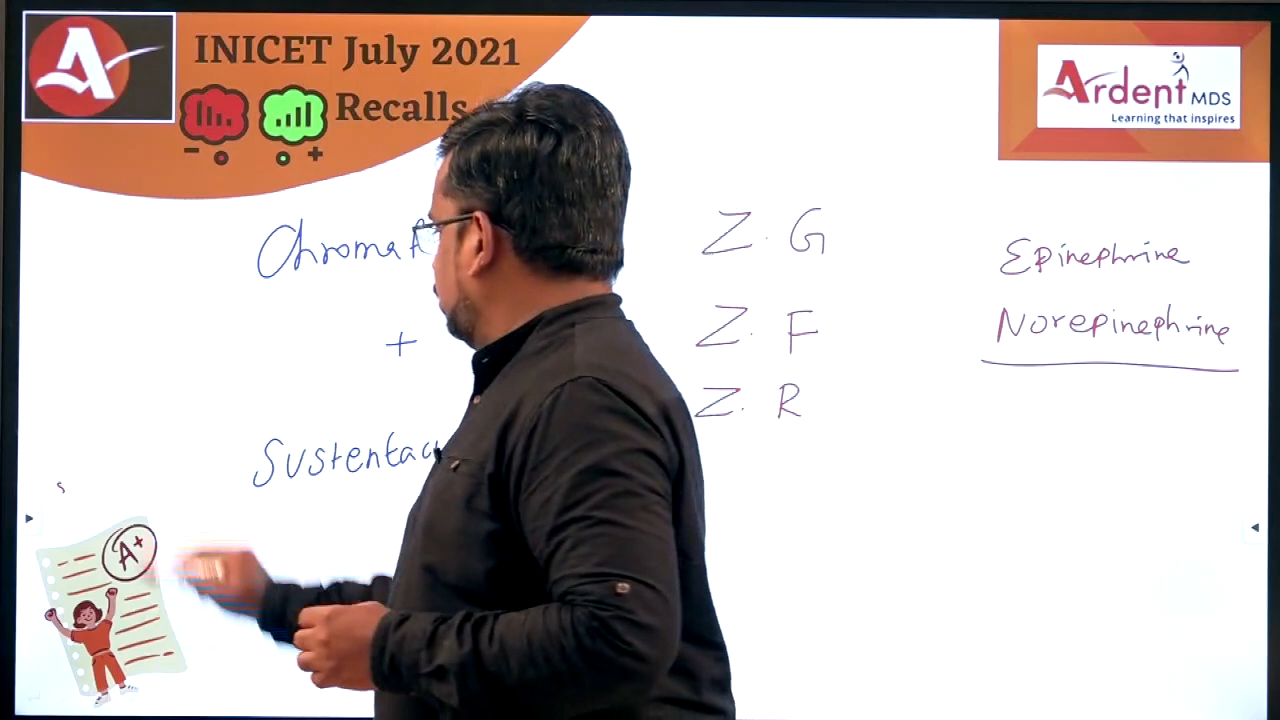 INICET July 2021
Recalls
Ardent MDS
Learning that inspires
Z. G
Epinephrine
+
Z. F
Norepinephrine
Z. R
A+